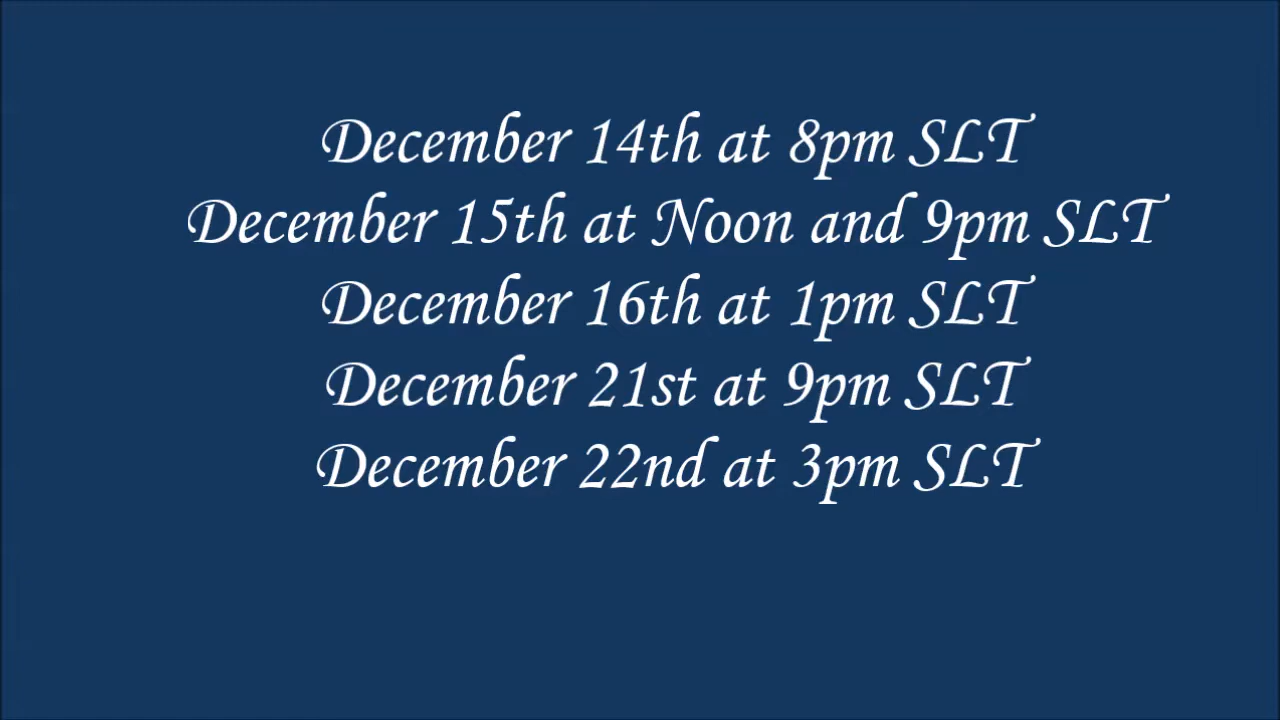 December 14th at 8pm SLT
December 15th at Noon and 9pm SLT
December 16th at 1pm SLT
December 21st at 9pm SLT
December 22nd at 3pm SLT